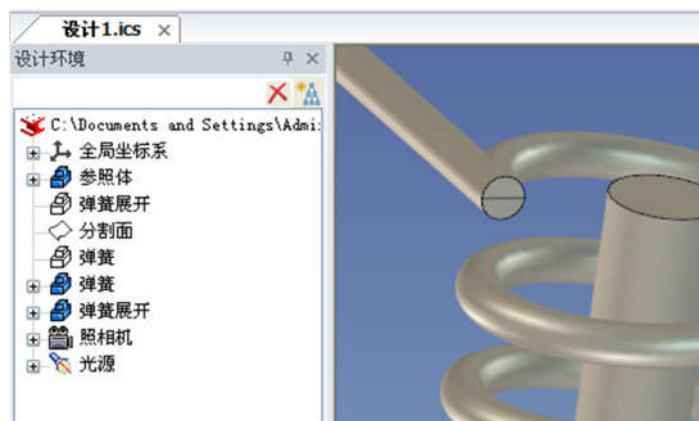 设计1.ics
设计环境
C:\Documents and Settings\Admi
全局坐标系
参照体
弹簧展开
分割面
弹簧
弹簧
弹簧展开
照相机
光源